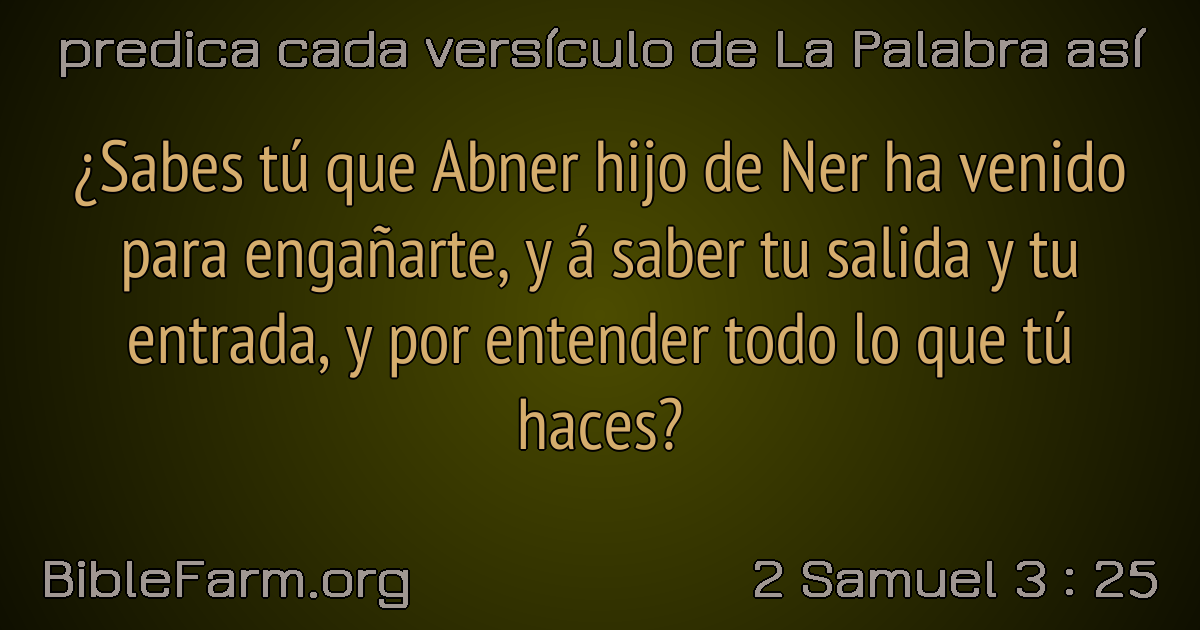 predica cada versículo de La Palabra así
¿Sabes tú que Abner hijo de Ner ha venido
para engañarte, y á saber tu salida y tu
entrada, y por entender todo lo que tú
haces?
BibleFarm.org
2 Samuel 3 : 25